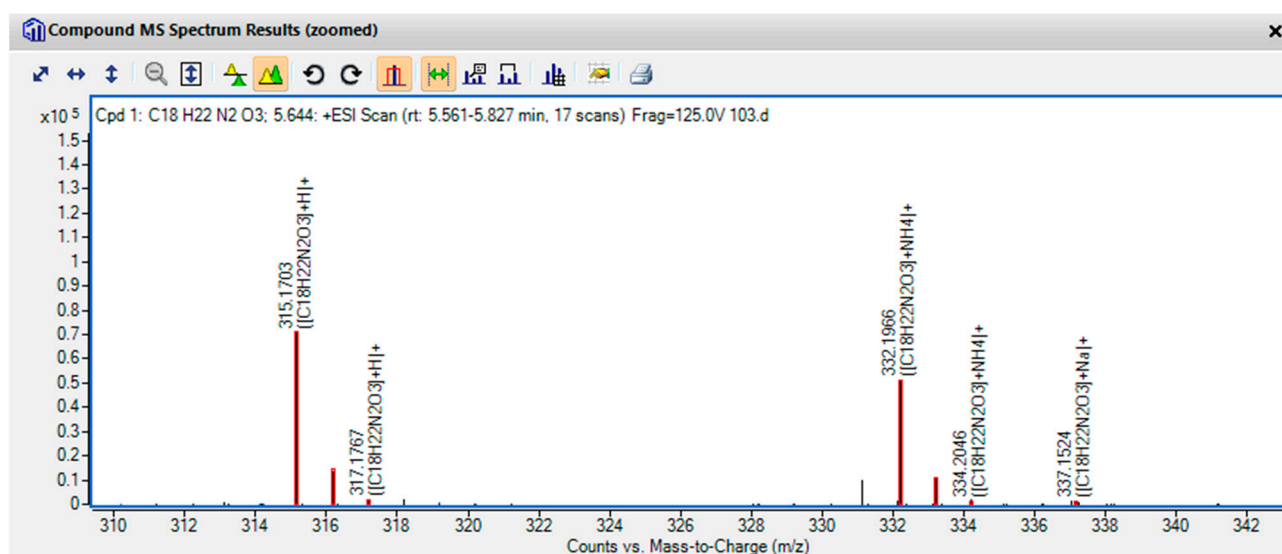 Compound MS Spectrum Results (zoomed)
x10 5
Cpd 1: C18 H22 N2 O3; 5.644: +ESI Scan (rt: 5.561-5.827 min, 17 scans) Frag=125.0V 103.d
1.5
1.4
1.3
1.2
1.1
1
0.9
0.8
0.7
0.6
0.5
0.4
0.3
0.2
0.1
0
315.1703
([C18H22N2O3]+H)+
317.1767
([C18H22N2O3]+H)+
332.1966
([C18H22N2O3]+NH4)+
334.2046
([C18H22N2O3]+NH4)+
337.1524
([C18H22N2O3]+Na)+
310 312 314 316 318 320 322 324 326 328 330 332 334 336 338 340 342
Counts vs. Mass-to-Charge (m/z)